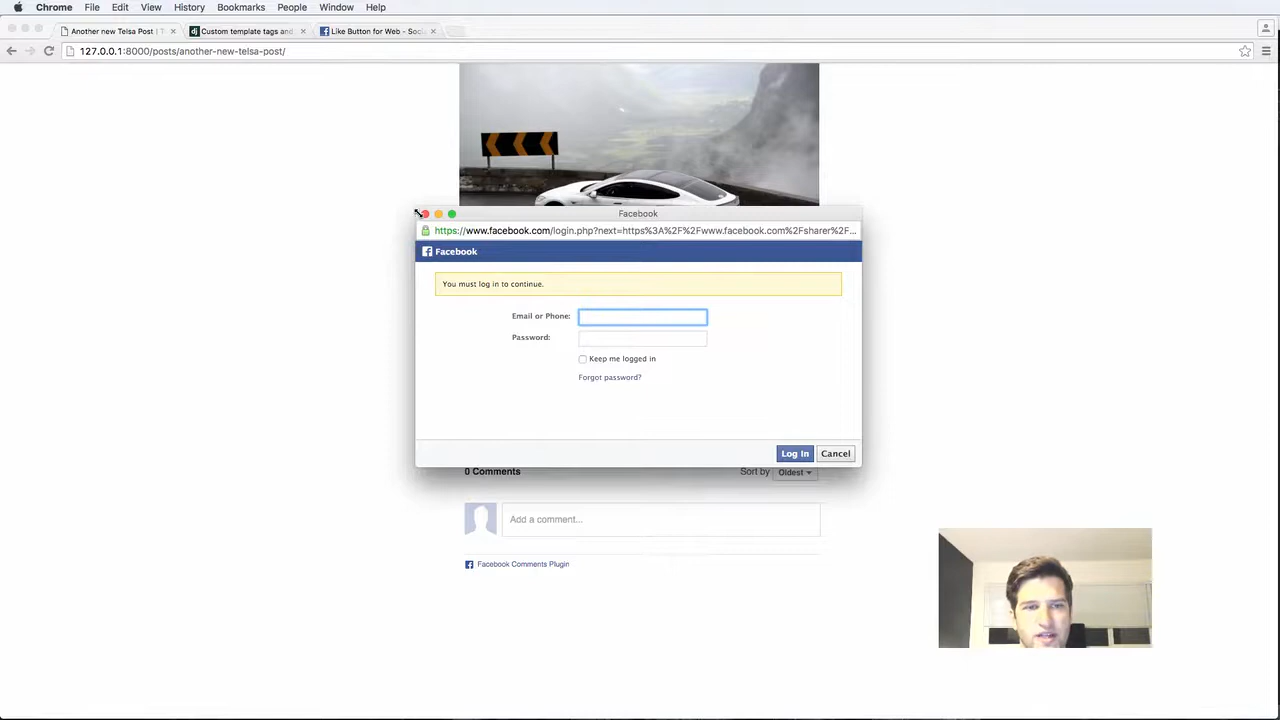 Chrome File Edit View History Bookmarks People Window Help
Another new Telsa Post | T
Custom template tags and
Like Button for Web - Soci
127.0.0.1:8000/posts/another-new-telsa-post/
Facebook
https://www.facebook.com/login.php?next=https%3A%2F%2Fwww.facebook.com%2Fsharer%2F...
Facebook
You must log in to continue.
Email or Phone:
Password:
Keep me logged in
Forgot password?
Log In Cancel
0 Comments Sort by Oldest
Add a comment...
Facebook Comments Plugin